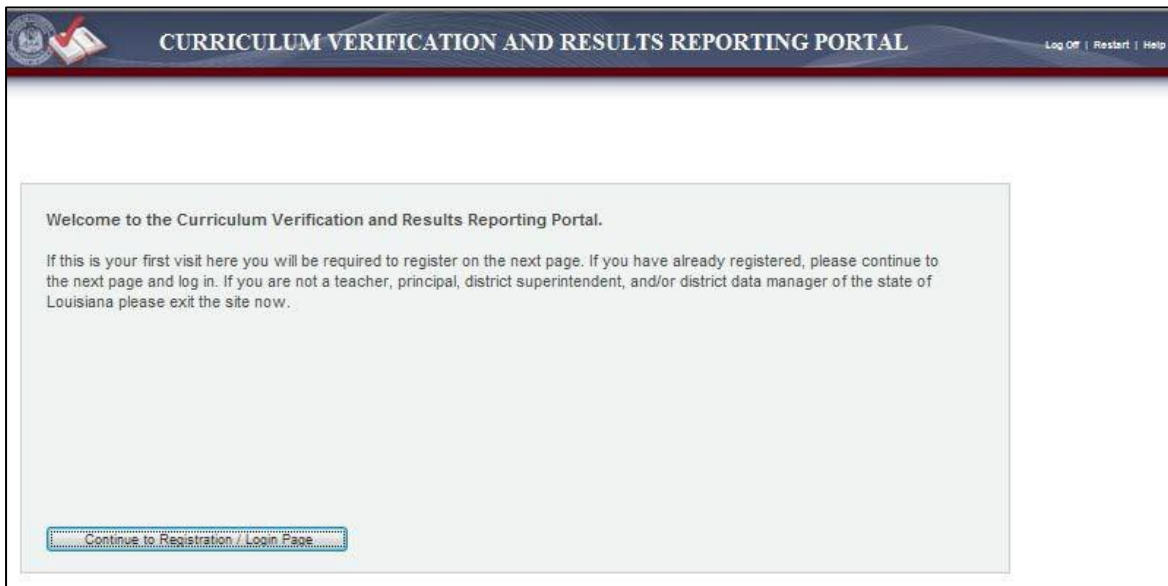 CURRICULUM VERIFICATION AND RESULTS REPORTING PORTAL
Log Off | Restart | Help
Welcome to the Curriculum Verification and Results Reporting Portal.
If this is your first visit here you will be required to register on the next page. If you have already registered, please continue to
the next page and log in. If you are not a teacher, principal, district superintendent, and/or district data manager of the state of
Louisiana please exit the site now.
Continue to Registration / Login Page